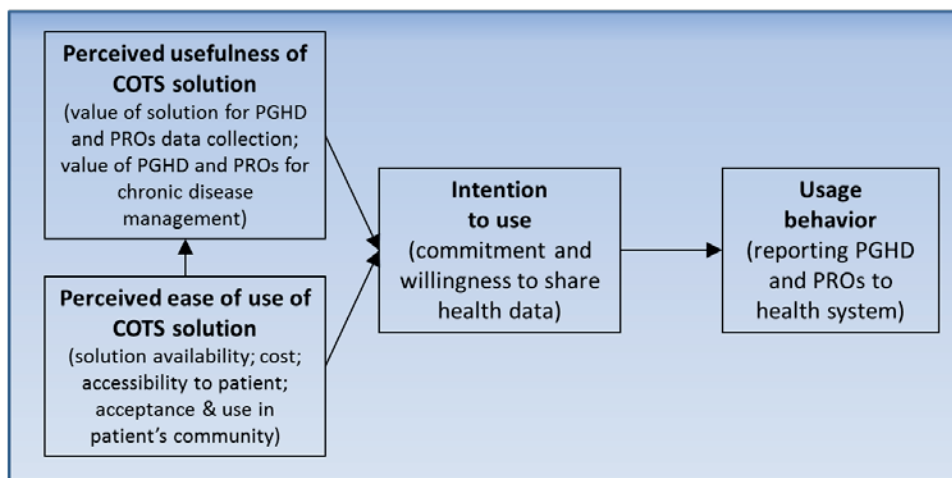 Perceived usefulness of
COTS solution
(value of solution for PGHD
and PROs data collection;
value of PGHD and PROs for
chronic disease
management)
Perceived ease of use of
COTS solution
(solution availability; cost;
accessibility to patient;
acceptance & use in
patient’s community)
Intention
to use
(commitment and
willingness to share
health data)
Usage
behavior
(reporting PGHD
and PROs to
health system)